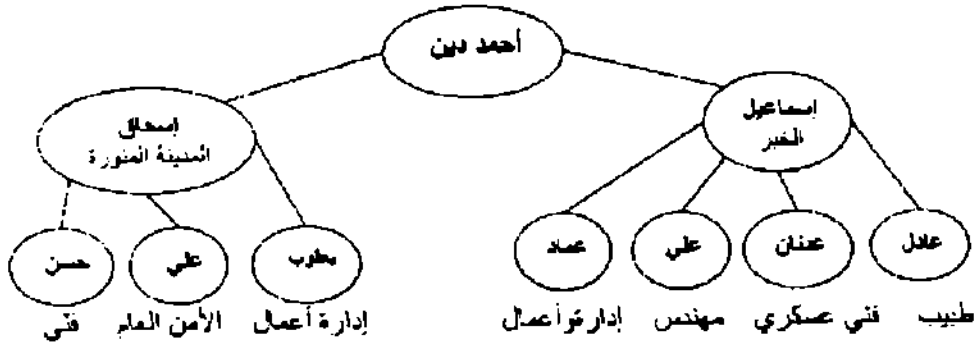 أحمد دين
إسماعيل
الخبر
إسحاق
المدينة المنورة
عادل
عدنان
علي
عماد
يعقوب
علي
حسن
طبيب
فني عسكري
مهندس
إدارة أعمال
إدارة أعمال
الأمن العام
فني